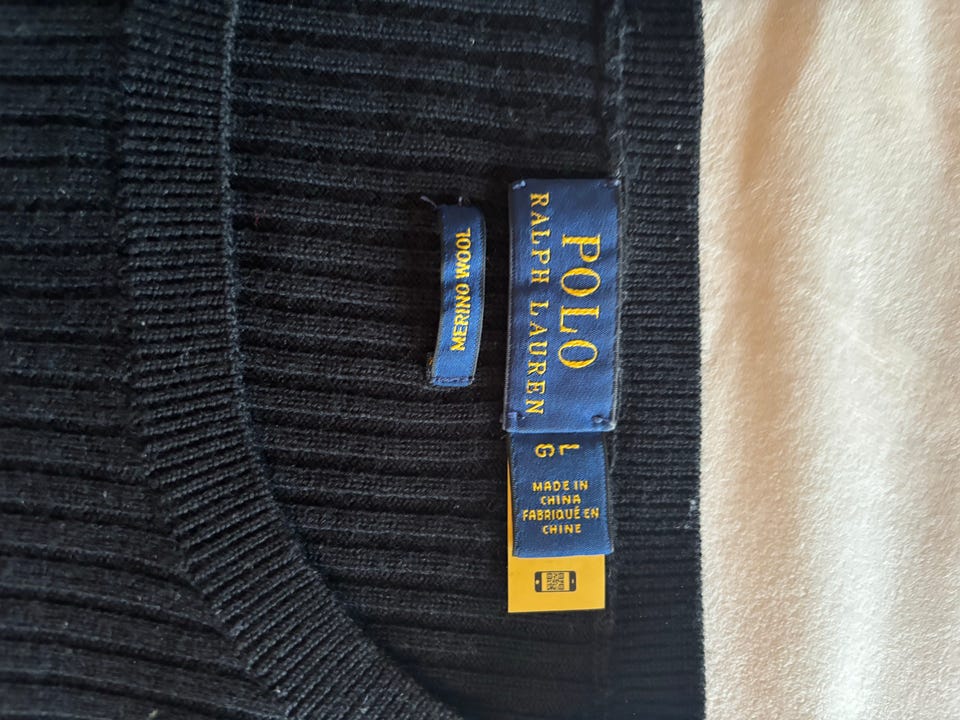 POLO
RALPH LAUREN
MERINO WOOL
L
G
MADE IN
CHINA
FABRIQUÉ EN
CHINE